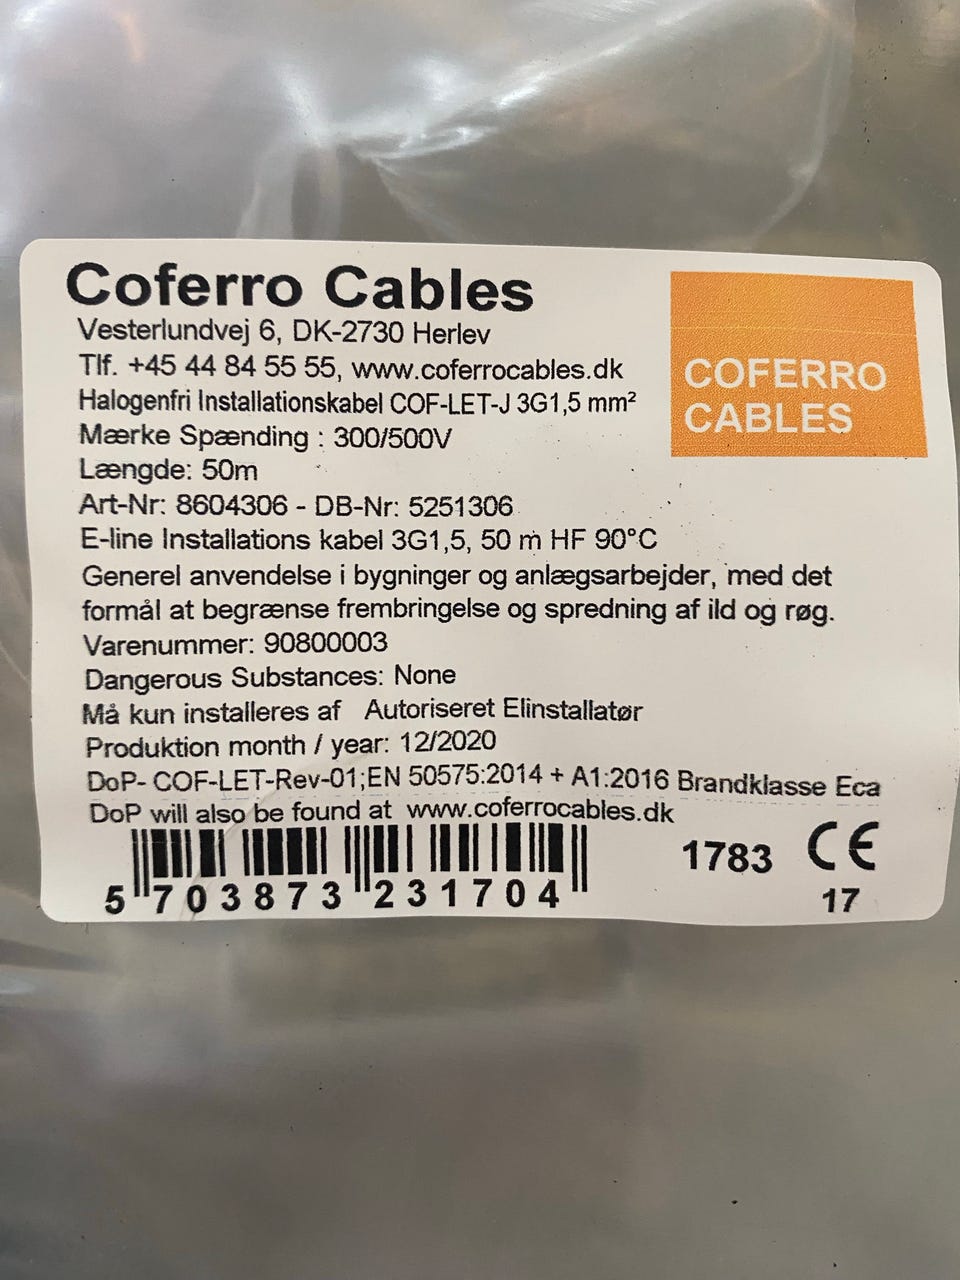 Coferro Cables
Vesterlundvej 6, DK-2730 Herlev
Tlf. +45 44 84 55 55, www.coferrocables.dk
Halogenfri Installationskabel COF-LET-J 3G1,5 mm²
Mærke Spænding : 300/500V
Længde: 50m
Art-Nr: 8604306 - DB-Nr: 5251306
E-line Installations kabel 3G1,5, 50 m HF 90°C
Generel anvendelse i bygninger og anlægsarbejder, med det
formål at begrænse frembringelse og spredning af ild og røg.
Varenummer: 90800003
Dangerous Substances: None
Må kun installeres af Autoriseret Elinstallatør
Produktion month / year: 12/2020
DoP- COF-LET-Rev-01;EN 50575:2014 + A1:2016 Brandklasse Eca
DoP will also be found at www.coferrocables.dk
5 703873 231704
1783 CE
17
COFERRO
CABLES